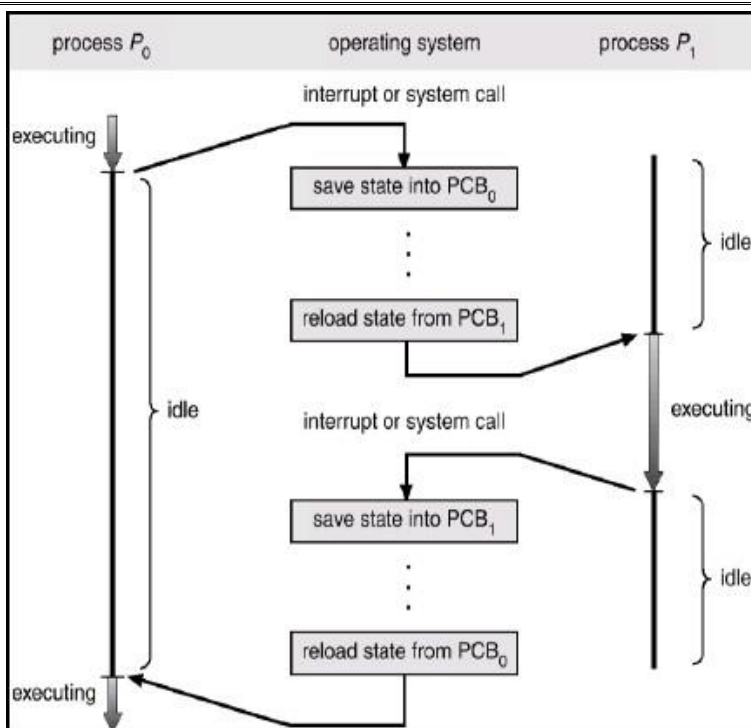 process P0 operating system process P1
interrupt or system call
executing
save state into PCB0
idle
reload state from PCB1
idle
executing
interrupt or system call
save state into PCB1
idle
reload state from PCB0
executing